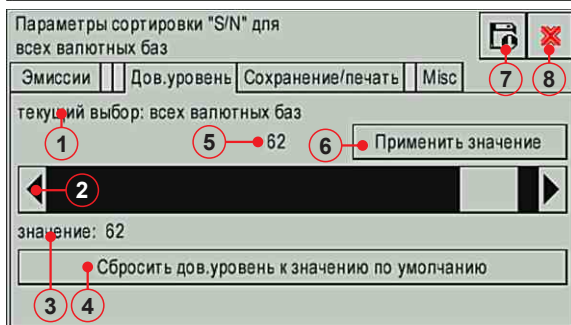 Параметры сортировки "S/N" для
всех валютных баз
7 8
Эмиссии Дов.уровень Сохранение/печать Misc
текущий выбор: всех валютных баз
1 5 62 6 Применить значение
2
значение: 62
Сбросить дов.уровень к значению по умолчанию
3 4